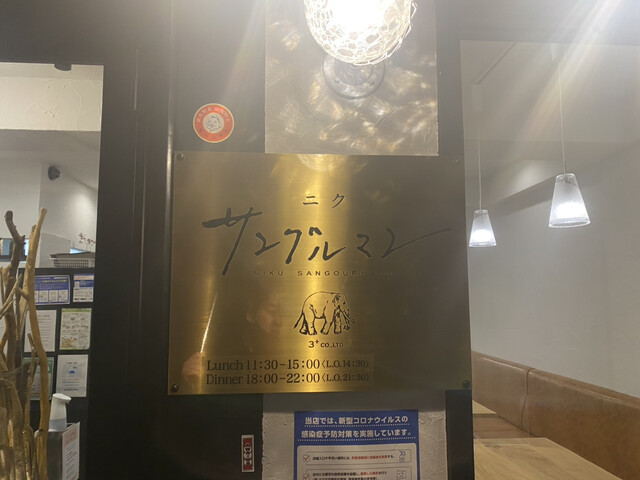 ニク
サングルマン
NIKU SANGOUR
3+ CO.,LTD
Lunch 11:30-15:00〈L.O.14:30〉
Dinner 18:00-22:00〈L.O.21:30〉
当店では、新型コロナウイルスの
感染症予防対策を実施しています。